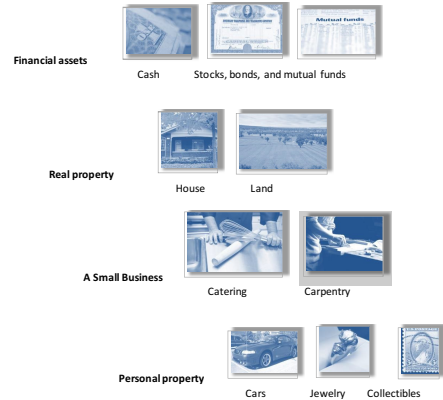 Mutual funds
Financial assets
Cash Stocks, bonds, and mutual funds
Real property
House Land
A Small Business
Catering Carpentry
Personal property
Cars Jewelry Collectibles